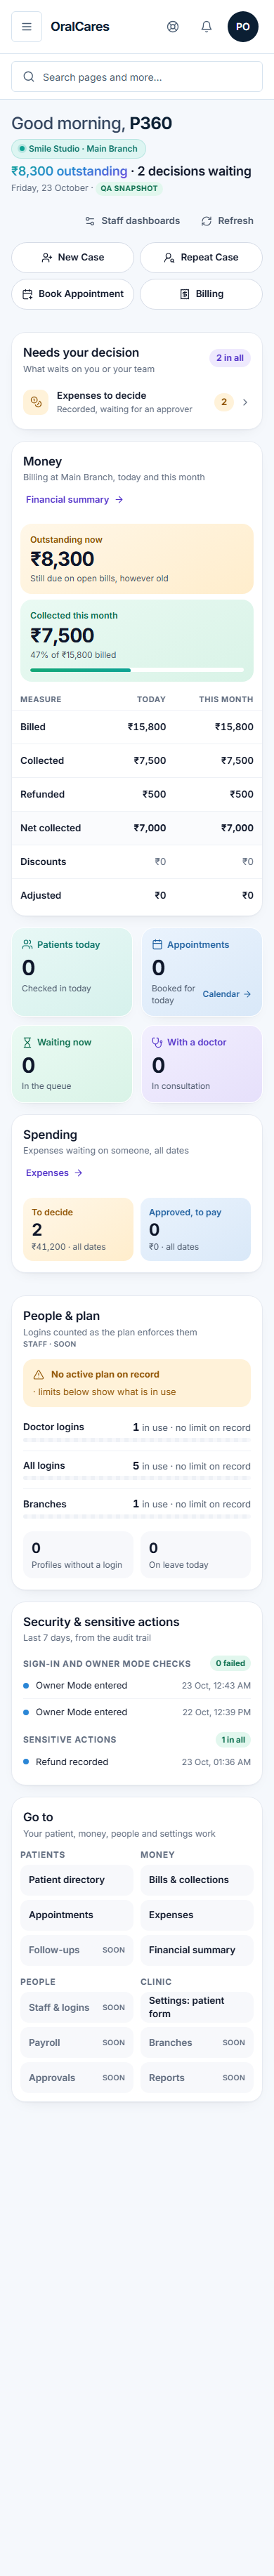 OralCares
PO
Search pages and more...
Good morning, P360
Smile Studio · Main Branch
₹8,300 outstanding · 2 decisions waiting
Friday, 23 October · QA SNAPSHOT
Staff dashboards
Refresh
New Case
Repeat Case
Book Appointment
Billing
Needs your decision
2 in all
What waits on you or your team
Expenses to decide
2
Recorded, waiting for an approver
Money
Billing at Main Branch, today and this month
Financial summary →
Outstanding now
₹8,300
Still due on open bills, however old
Collected this month
₹7,500
47% of ₹15,800 billed
MEASURE TODAY THIS MONTH
Billed ₹15,800 ₹15,800
Collected ₹7,500 ₹7,500
Refunded ₹500 ₹500
Net collected ₹7,000 ₹7,000
Discounts ₹0 ₹0
Adjusted ₹0 ₹0
Patients today
0
Checked in today
Appointments
0
Booked for today
Calendar →
Waiting now
0
In the queue
With a doctor
0
In consultation
Spending
Expenses waiting on someone, all dates
Expenses →
To decide
2
₹41,200 · all dates
Approved, to pay
0
₹0 · all dates
People & plan
Logins counted as the plan enforces them
STAFF · SOON
No active plan on record
· limits below show what is in use
Doctor logins 1 in use · no limit on record
All logins 5 in use · no limit on record
Branches 1 in use · no limit on record
0
Profiles without a login
0
On leave today
Security & sensitive actions
Last 7 days, from the audit trail
SIGN-IN AND OWNER MODE CHECKS 0 failed
Owner Mode entered 23 Oct, 12:43 AM
Owner Mode entered 22 Oct, 12:39 PM
SENSITIVE ACTIONS 1 in all
Refund recorded 23 Oct, 01:36 AM
Go to
Your patient, money, people and settings work
PATIENTS
Patient directory
Appointments
Follow-ups SOON
MONEY
Bills & collections
Expenses
Financial summary
PEOPLE
Staff & logins SOON
Payroll SOON
Approvals SOON
CLINIC
Settings: patient form
Branches SOON
Reports SOON